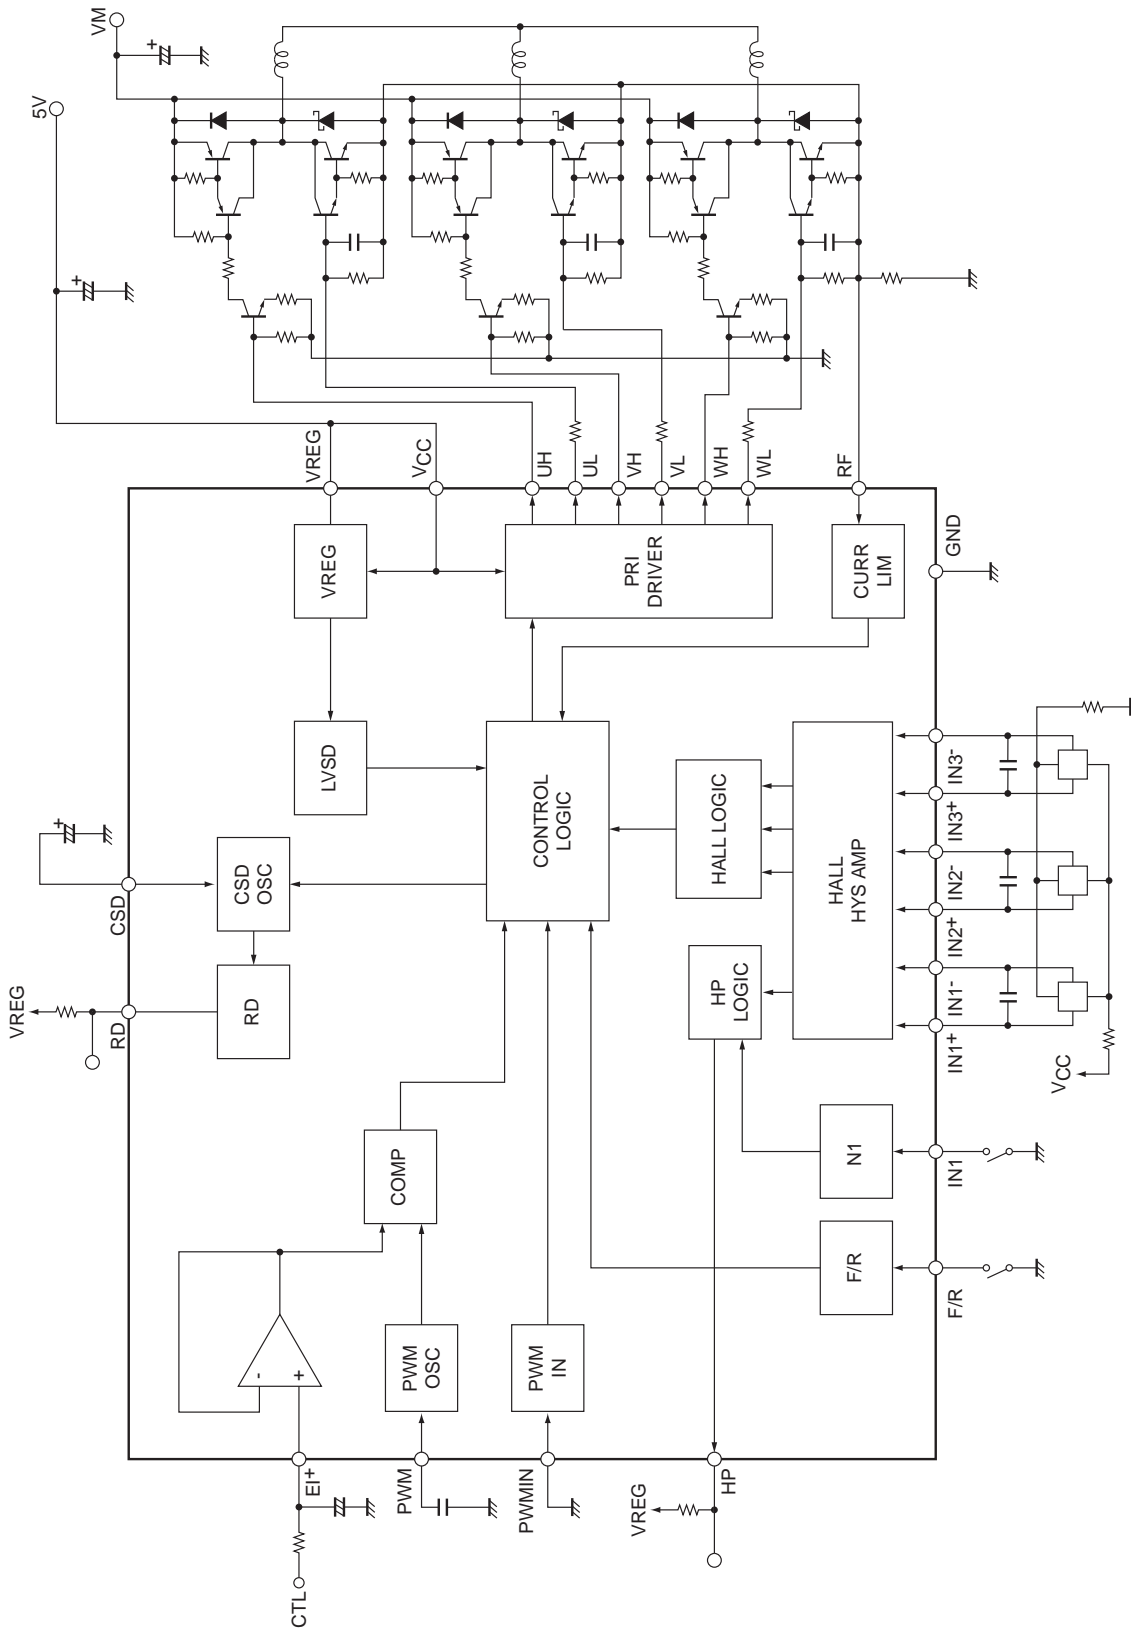 VM
5V
+
+
VREG
VCC
UH
UL
VH
VL
WH
WL
RF
VREG
PRI
DRIVER
CURR
LIM
GND
LVSD
CONTROL
LOGIC
HALL LOGIC
HALL
HYS AMP
IN3-
IN3+
IN2-
IN2+
IN1-
IN1+
VCC
+
CSD
CSD
OSC
VREG
RD
RD
HP
LOGIC
COMP
N1
IN1
F/R
F/R
-
+
PWM
OSC
PWM
IN
EI+
PWM
PWMIN
HP
VREG
CTL